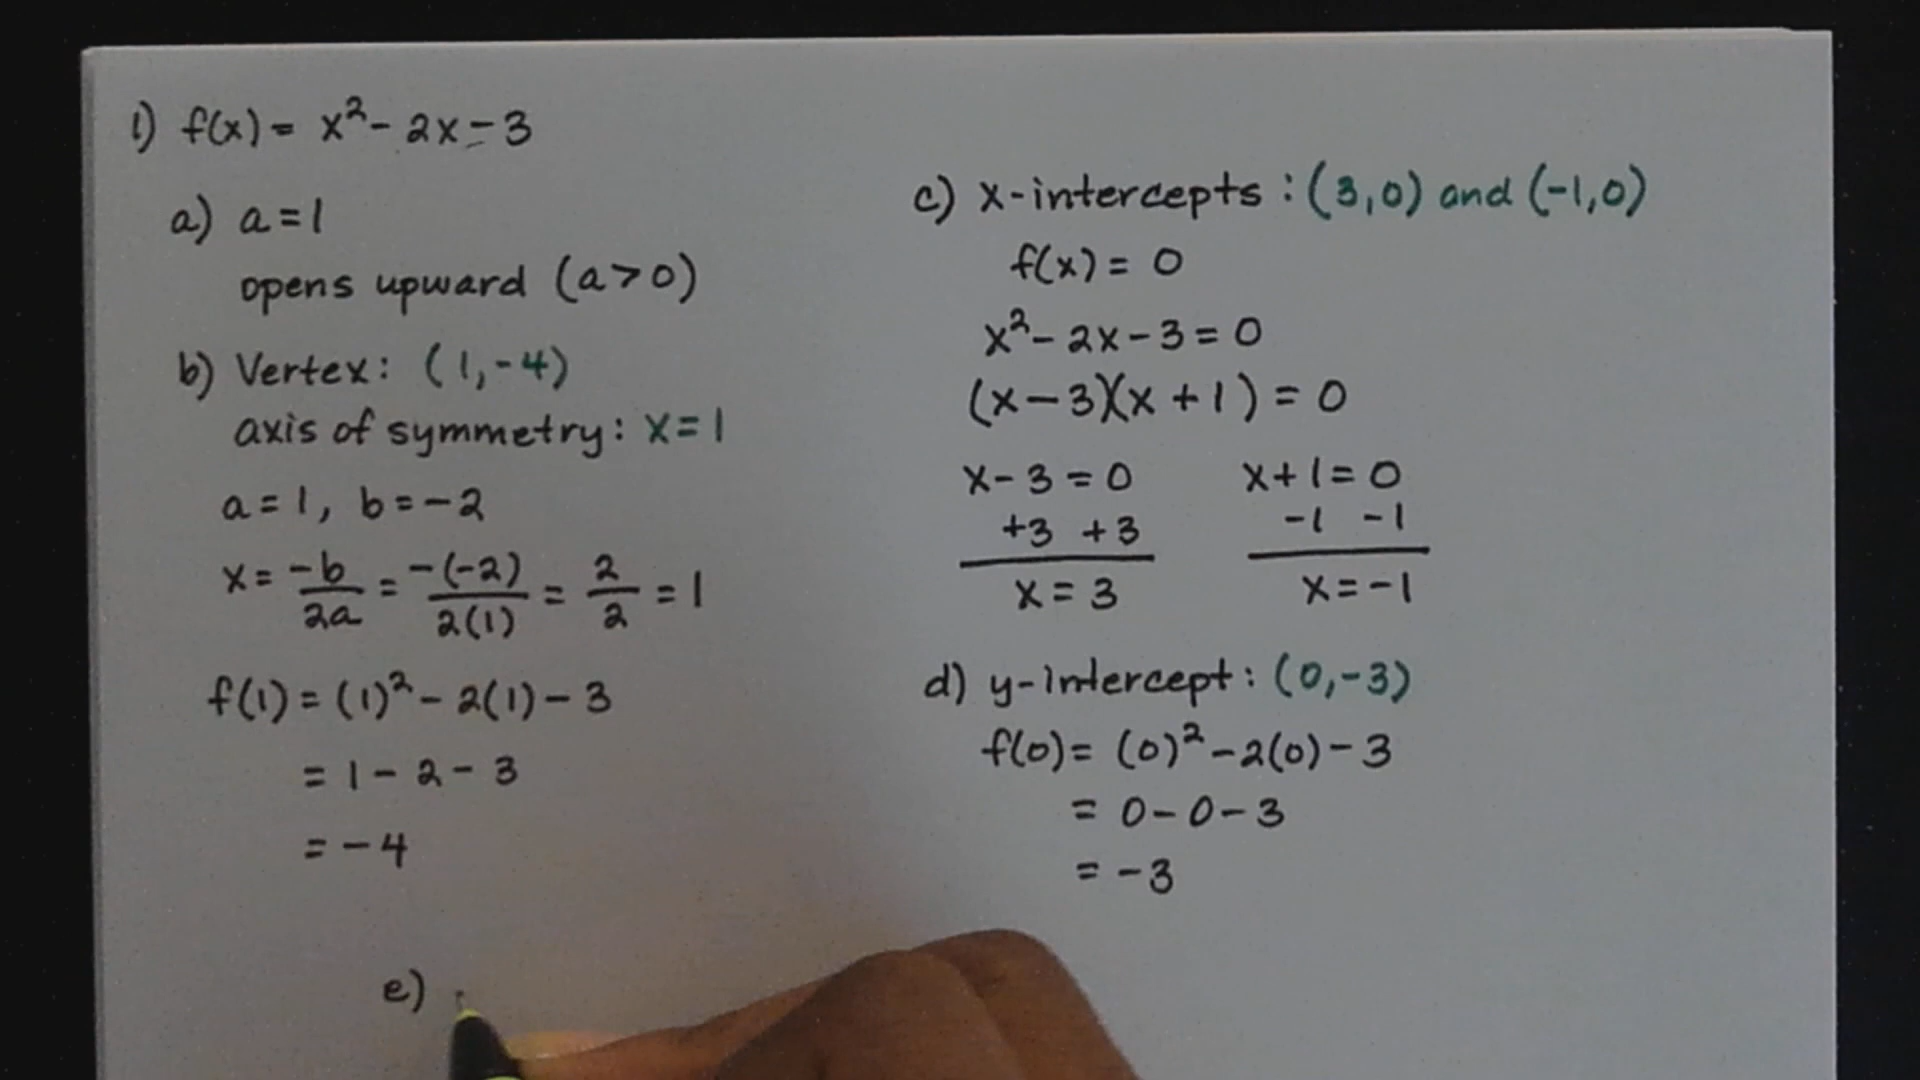 1) f(x) = x² - 2x - 3
a) a = 1
opens upward (a > 0)
b) Vertex: (1, -4)
axis of symmetry: x = 1
a = 1, b = -2
x = -b/2a = -(-2)/2(1) = 2/2 = 1
f(1) = (1)² - 2(1) - 3
= 1 - 2 - 3
= -4
c) x-intercepts : (3,0) and (-1,0)
f(x) = 0
x² - 2x - 3 = 0
(x - 3)(x + 1) = 0
x - 3 = 0 x + 1 = 0
+3 +3 -1 -1
x = 3 x = -1
d) y-intercept: (0, -3)
f(0) = (0)² - 2(0) - 3
= 0 - 0 - 3
= -3
e)